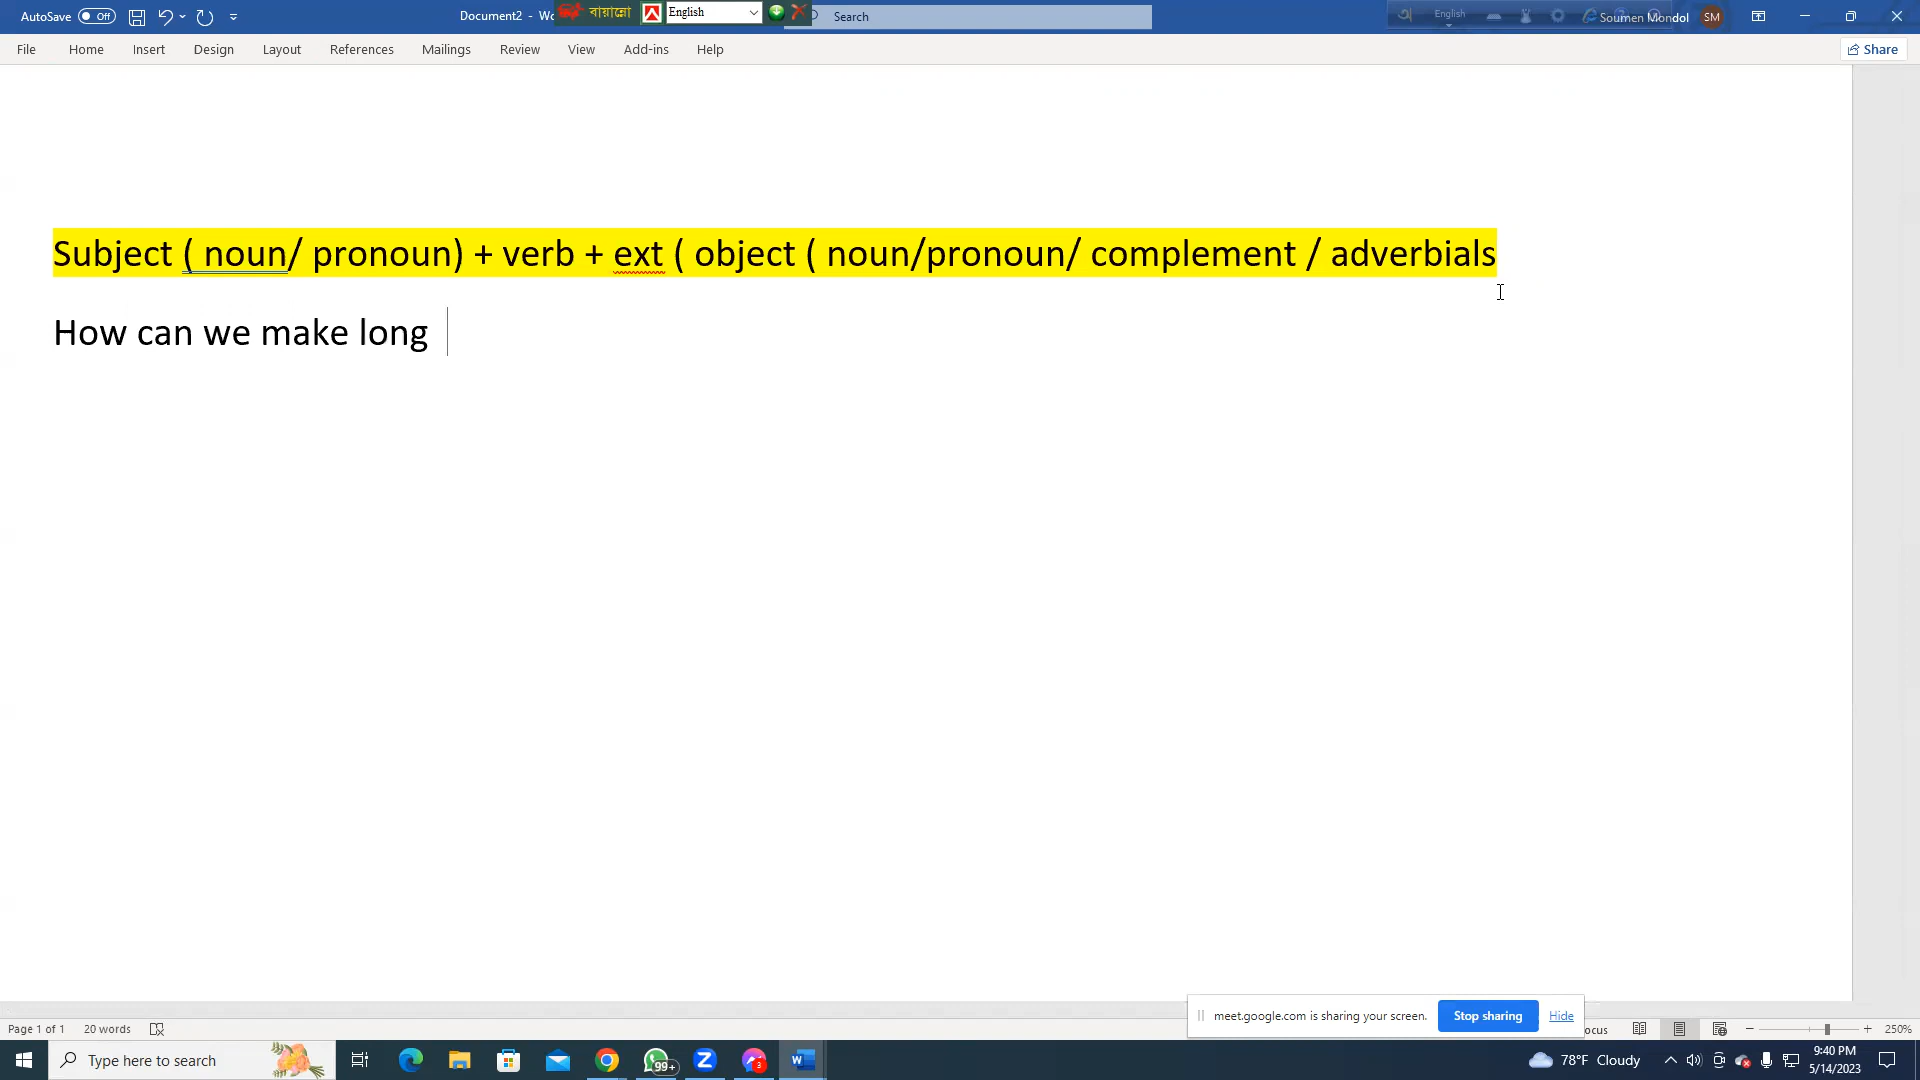 AutoSave Off Document2 - Wo বায়ান্নো English Search English Soumen Mondol SM
File Home Insert Design Layout References Mailings Review View Add-ins Help Share
Subject ( noun/ pronoun) + verb + ext ( object ( noun/pronoun/ complement / adverbials
How can we make long
meet.google.com is sharing your screen. Stop sharing Hide
Page 1 of 1 20 words ocus 250%
Type here to search 99+ 3 78°F Cloudy 9:40 PM
5/14/2023